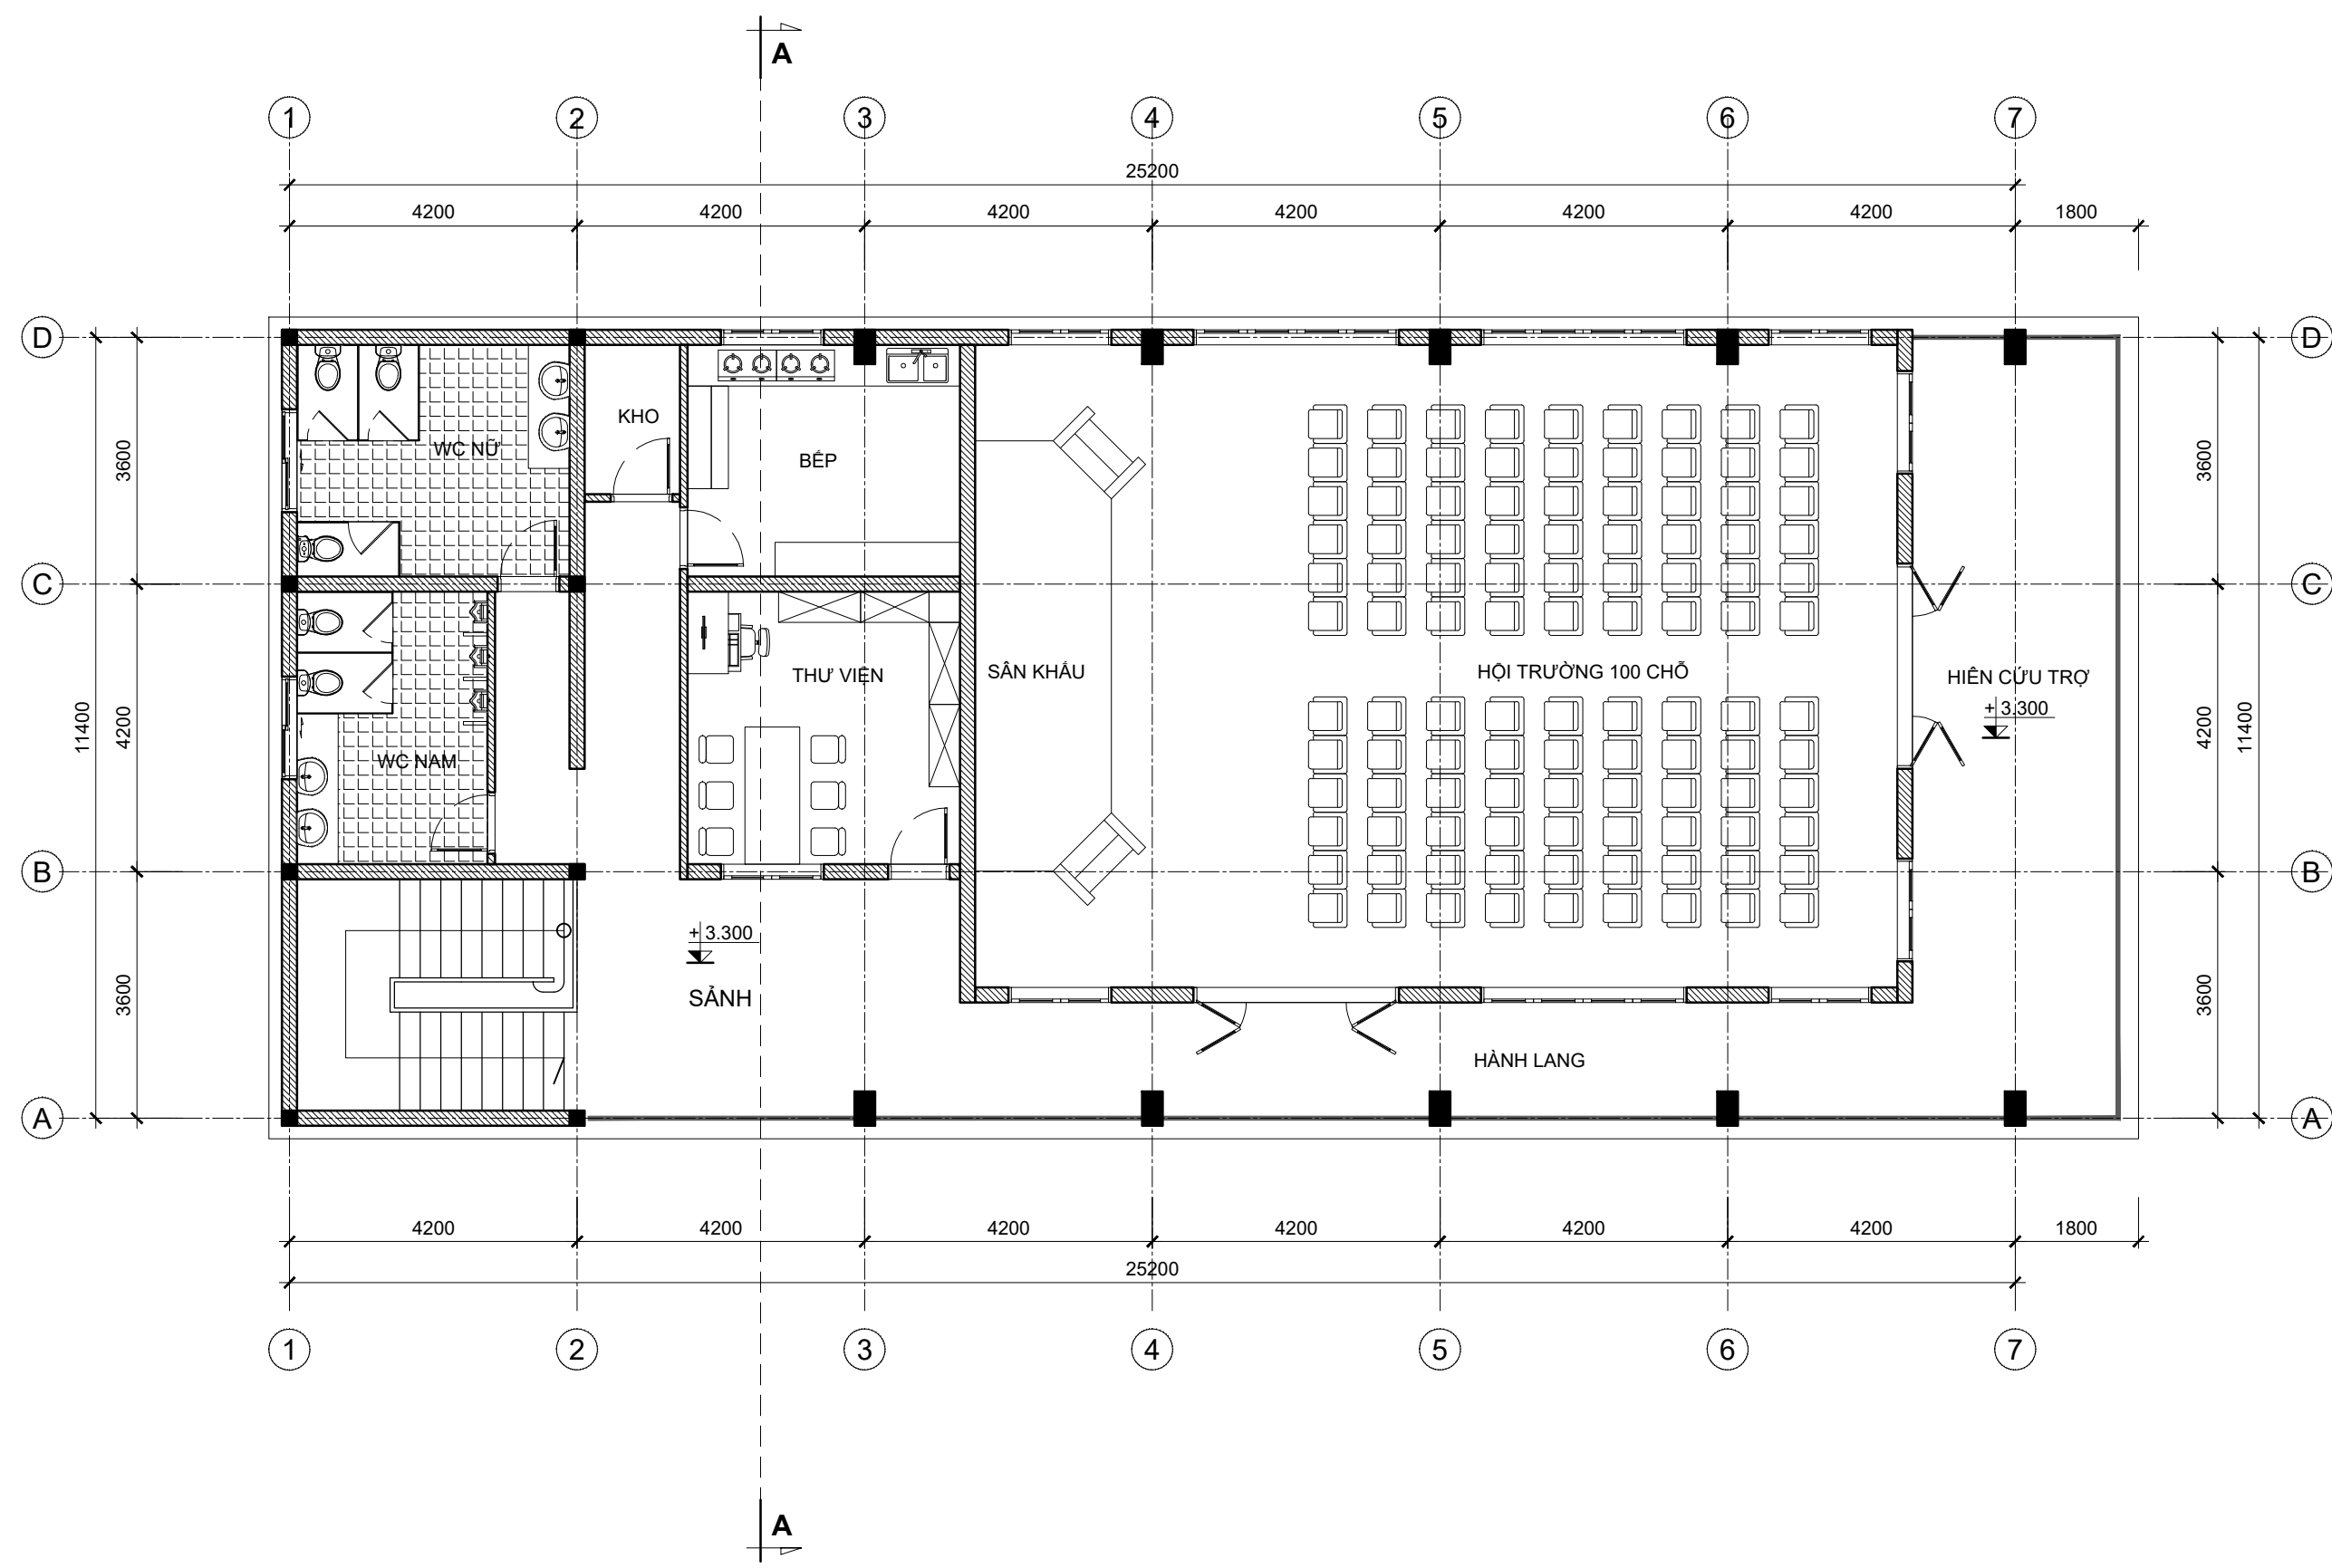 A
1 2 3 4 5 6 7
25200
4200 4200 4200 4200 4200 4200 1800
D D
KHO
WC NỮ
BẾP
3600 3600
C C
THƯ VIỆN
SÂN KHẤU
HỘI TRƯỜNG 100 CHỖ
HIÊN CỨU TRỢ
+ 3.300
11400 4200 4200 11400
WC NAM
B B
+ 3.300
SẢNH
3600 3600
HÀNH LANG
A A
4200 4200 4200 4200 4200 4200 1800
25200
1 2 3 4 5 6 7
A